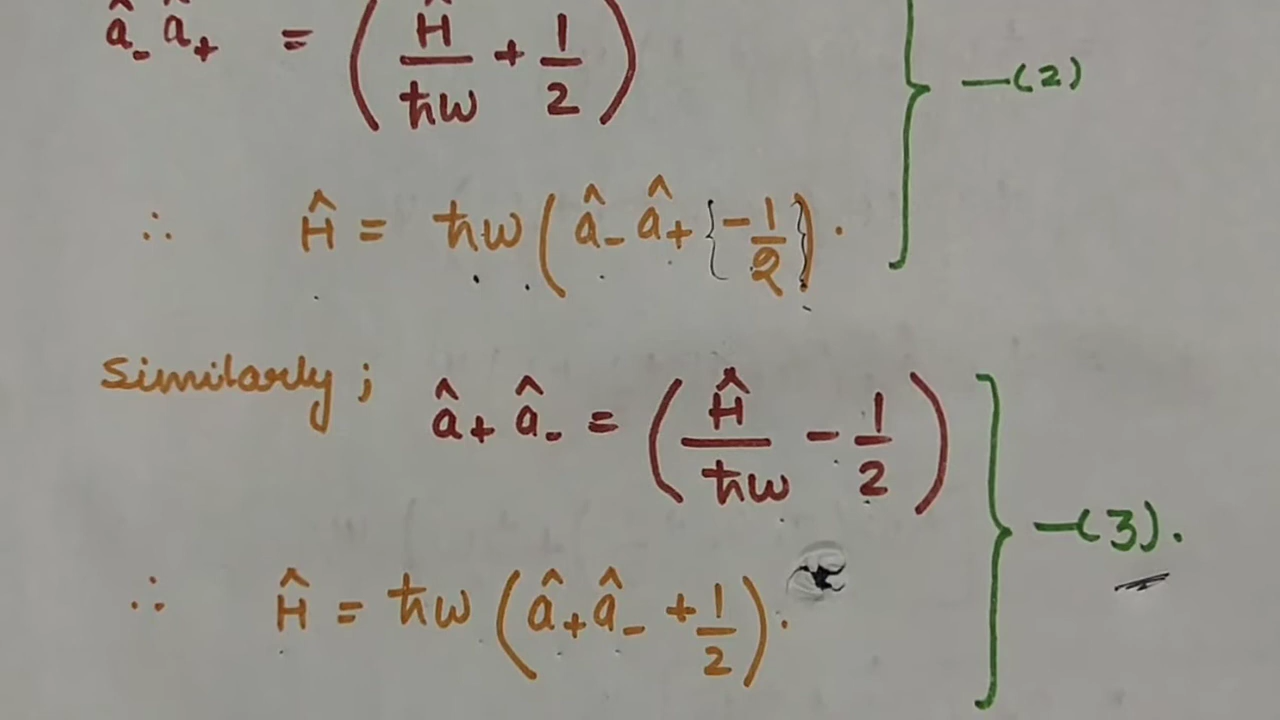 â₋ â₊ = (Ĥ/ħω + 1/2) —(2)
∴ Ĥ = ħω(â₋ â₊ {-1/2}).
Similarly; â₊ â₋ = (Ĥ/ħω - 1/2)
—(3).
∴ Ĥ = ħω(â₊ â₋ + 1/2).